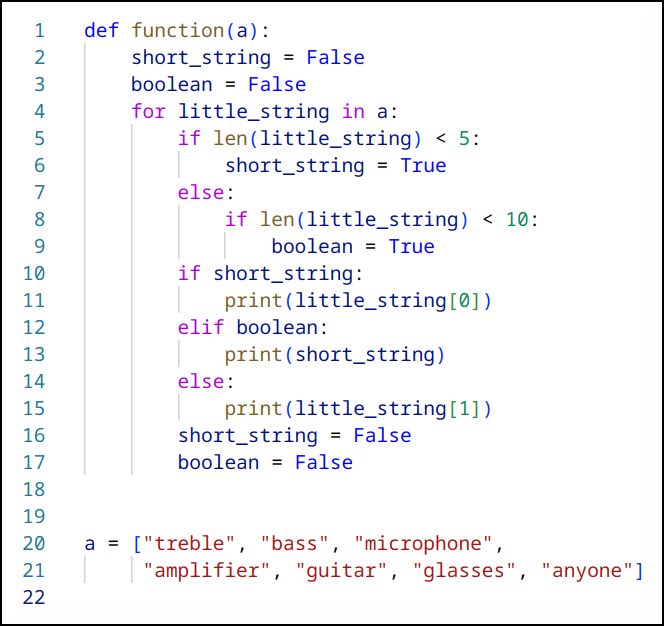 1 def function(a):
2     short_string = False
3     boolean = False
4     for little_string in a:
5         if len(little_string) < 5:
6             short_string = True
7         else:
8             if len(little_string) < 10:
9                 boolean = True
10         if short_string:
11             print(little_string[0])
12         elif boolean:
13             print(short_string)
14         else:
15             print(little_string[1])
16         short_string = False
17         boolean = False
18
19
20 a = ["treble", "bass", "microphone",
21      "amplifier", "guitar", "glasses", "anyone"]
22